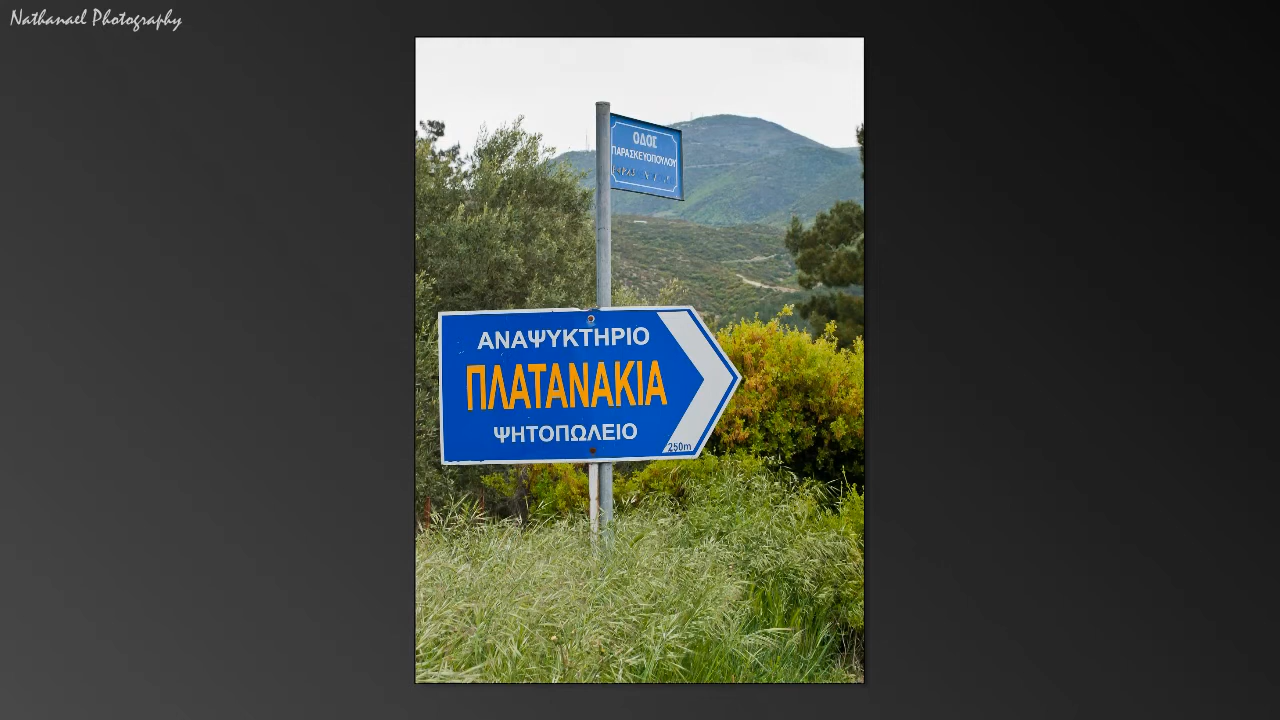 Nathanael Photography
ΟΔΟΣ
ΠΑΡΑΣΚΕΥΟΠΟΥΛΟΥ
ΑΝΑΨΥΚΤΗΡΙΟ
ΠΛΑΤΑΝΑΚΙΑ
ΨΗΤΟΠΩΛΕΙΟ
250m